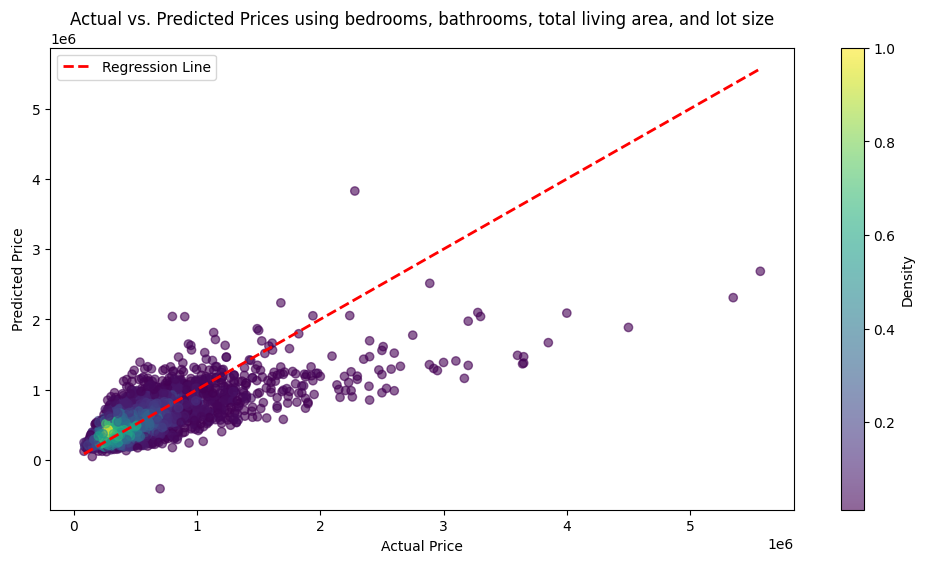 Actual vs. Predicted Prices using bedrooms, bathrooms, total living area, and lot size
1e6
Regression Line
5
4
3
2
1
0
Predicted Price
0 1 2 3 4 5
1e6
Actual Price
1.0
0.8
0.6
0.4
0.2
Density